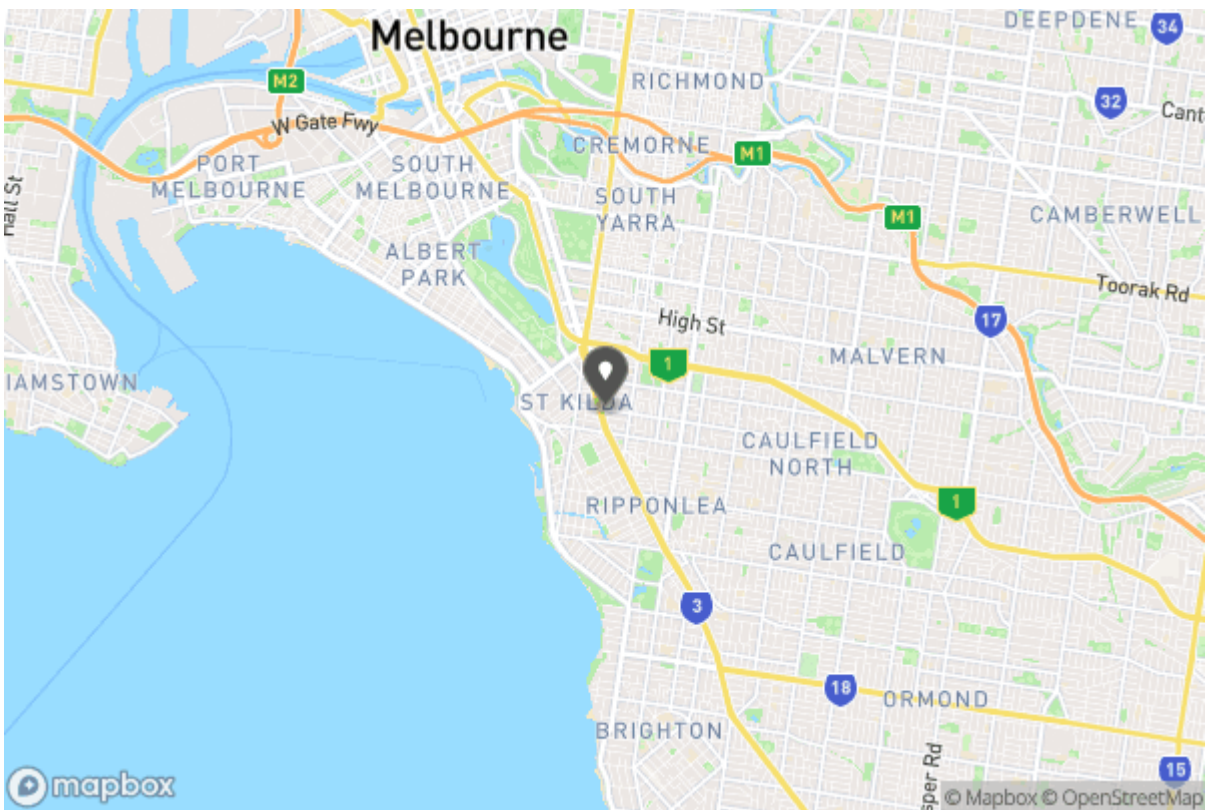 DEEPDENE
34
Melbourne
RICHMOND
M2
32
Cant
W Gate Fwy
CREMORNE
M1
PORT
MELBOURNE
SOUTH
MELBOURNE
SOUTH
YARRA
Hall St
M1
CAMBERWELL
ALBERT
PARK
Toorak Rd
High St
17
MALVERN
1
IAMSTOWN
ST KILDA
CAULFIELD
NORTH
RIPPONLEA
1
CAULFIELD
3
18
ORMOND
BRIGHTON
sper Rd
15
mapbox
© Mapbox © OpenStreetMap